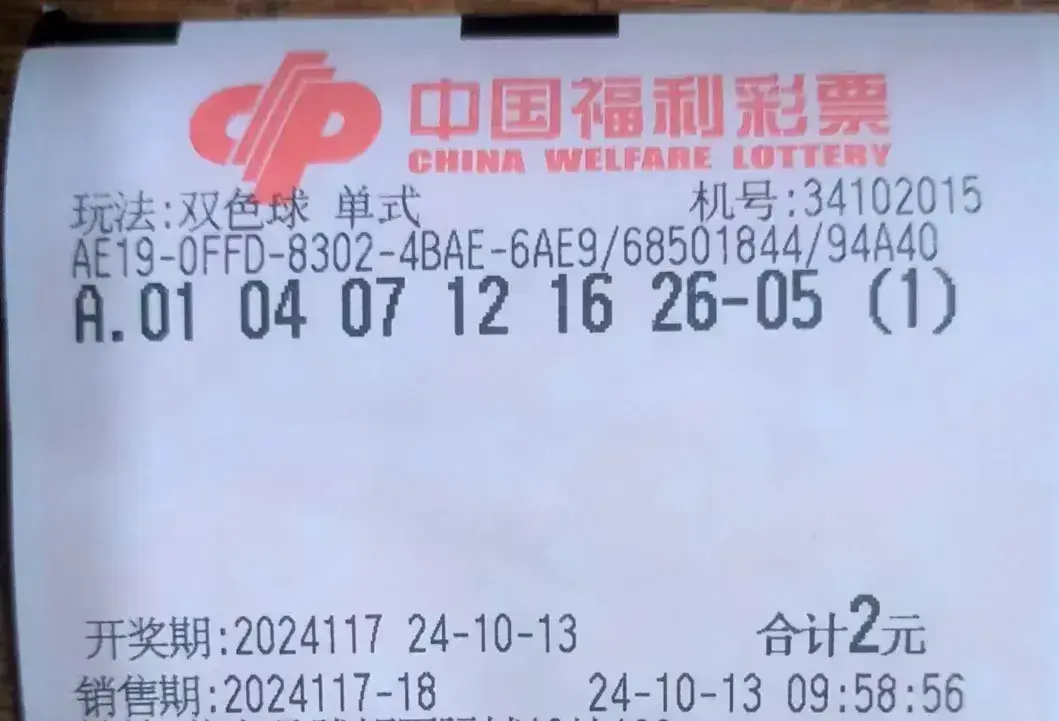 中国福利彩票
CHINA WELFARE LOTTERY
玩法:双色球 单式 机号:34102015
AE19-0FFD-8302-4BAE-6AE9/68501844/94A40
A.01 04 07 12 16 26-05 (1)
开奖期:2024117 24-10-13 合计2元
销售期:2024117-18 24-10-13 09:58:56